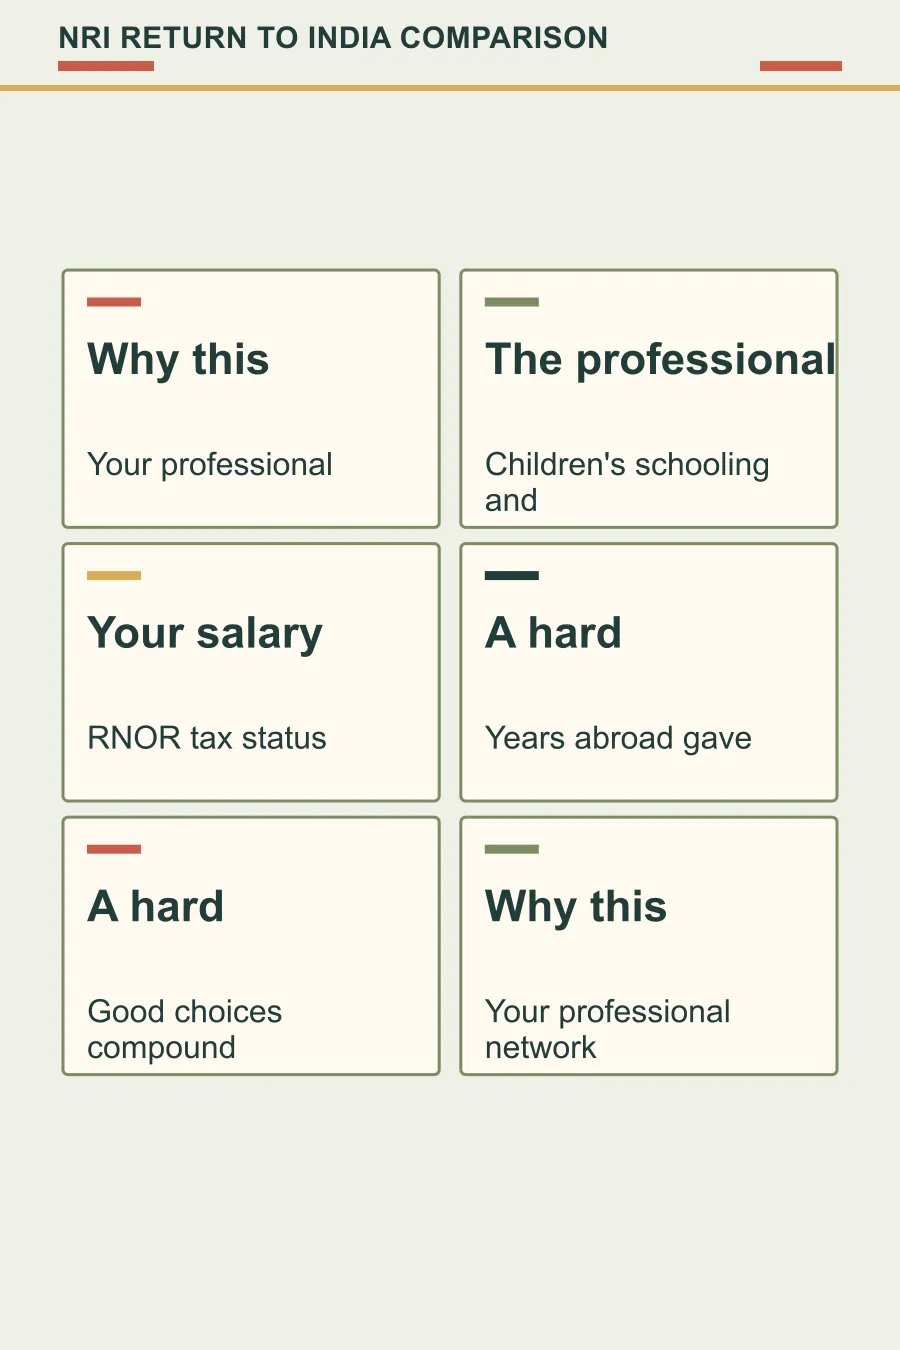 NRI RETURN TO INDIA COMPARISON
Why this
Your professional
The professional
Children's schooling
and
Your salary
RNOR tax status
A hard
Years abroad gave
A hard
Good choices
compound
Why this
Your professional
network